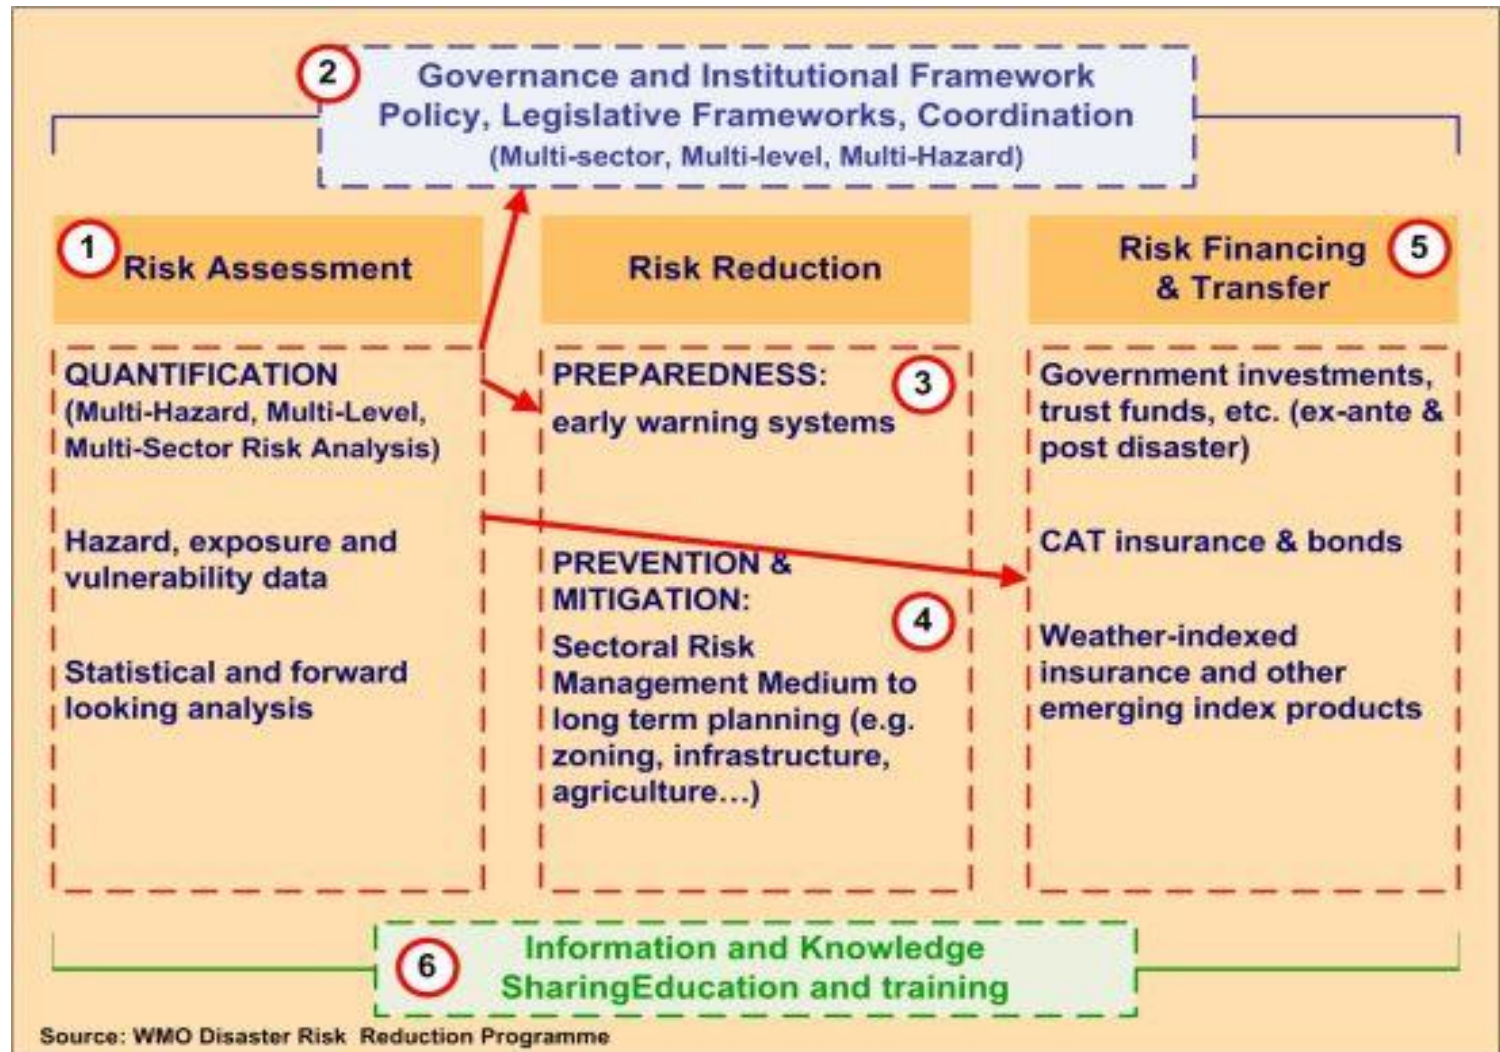 2
Governance and Institutional Framework
Policy, Legislative Frameworks, Coordination
(Multi-sector, Multi-level, Multi-Hazard)
1
Risk Assessment
QUANTIFICATION
(Multi-Hazard, Multi-Level,
Multi-Sector Risk Analysis)
Hazard, exposure and
vulnerability data
Statistical and forward
looking analysis
Risk Reduction
PREPAREDNESS:
3
early warning systems
PREVENTION &
MITIGATION:
4
Sectoral Risk
Management Medium to
long term planning (e.g.
zoning, infrastructure,
agriculture...)
Risk Financing
& Transfer
5
Government investments,
trust funds, etc. (ex-ante &
post disaster)
CAT insurance & bonds
Weather-indexed
insurance and other
emerging index products
6
Information and Knowledge
SharingEducation and training
Source: WMO Disaster Risk Reduction Programme